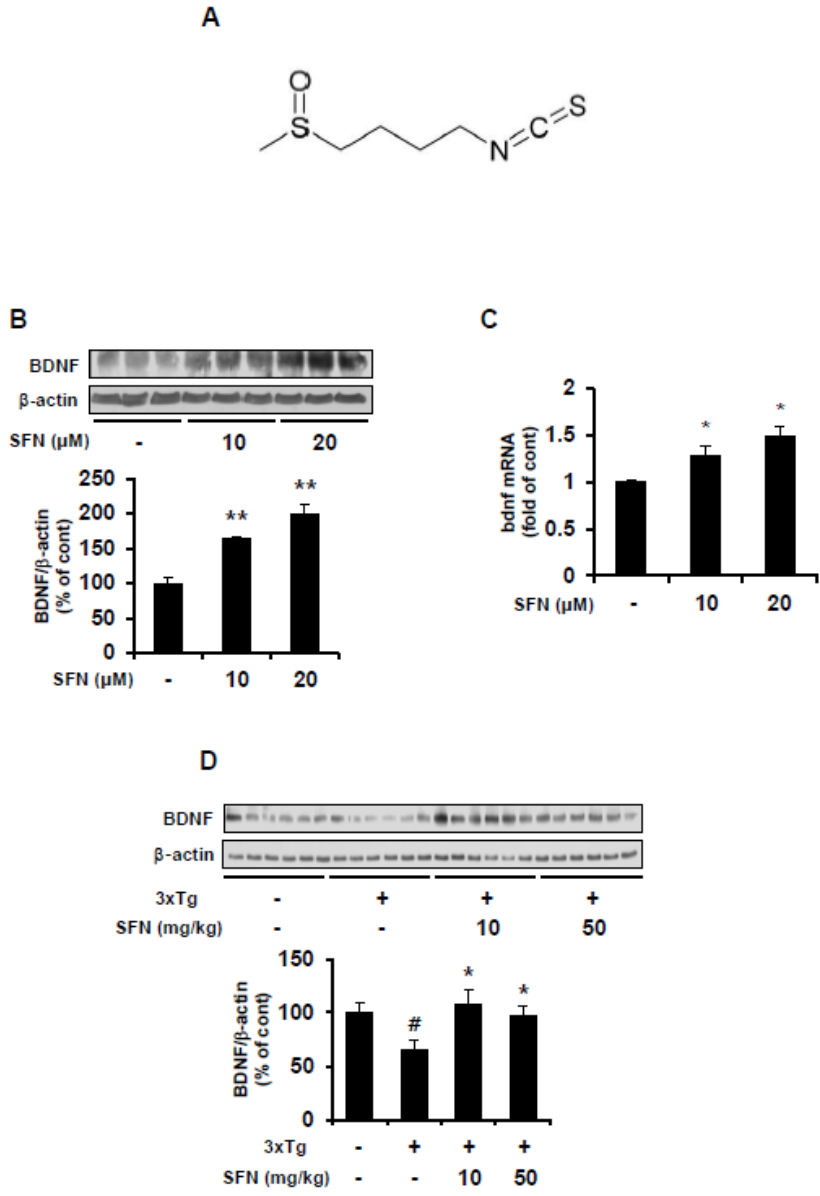 A
O
S
N
C
S
B
BDNF
β-actin
SFN (μM) - 10 20
250
200
150
100
50
0
BDNF/β-actin
(% of cont)
** **
SFN (μM) - 10 20
C
2
1.5
1
0.5
0
bdnf mRNA
(fold of cont)
* *
SFN (μM) - 10 20
D
BDNF
β-actin
3xTg - + + +
SFN (mg/kg) - - 10 50
150
100
50
0
BDNF/β-actin
(% of cont)
# * *
3xTg - + + +
SFN (mg/kg) - - 10 50